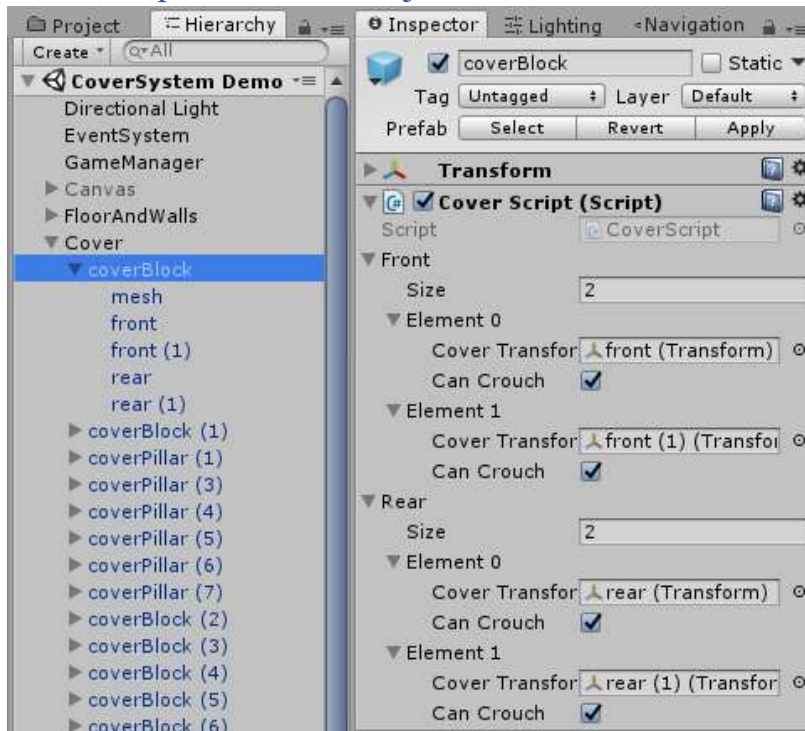 Project
Hierarchy
Create
All
CoverSystem Demo
Directional Light
EventSystem
GameManager
Canvas
FloorAndWalls
Cover
coverBlock
mesh
front
front (1)
rear
rear (1)
coverBlock (1)
coverPillar (1)
coverPillar (3)
coverPillar (4)
coverPillar (5)
coverPillar (6)
coverPillar (7)
coverBlock (2)
coverBlock (3)
coverBlock (4)
coverBlock (5)
coverBlock (6)
Inspector
Lighting
Navigation
coverBlock
Static
Tag Untagged Layer Default
Prefab Select Revert Apply
Transform
Cover Script (Script)
Script CoverScript
Front
Size 2
Element 0
Cover Transfor front (Transform)
Can Crouch
Element 1
Cover Transfor front (1) (Transfor
Can Crouch
Rear
Size 2
Element 0
Cover Transfor rear (Transform)
Can Crouch
Element 1
Cover Transfor rear (1) (Transfor
Can Crouch